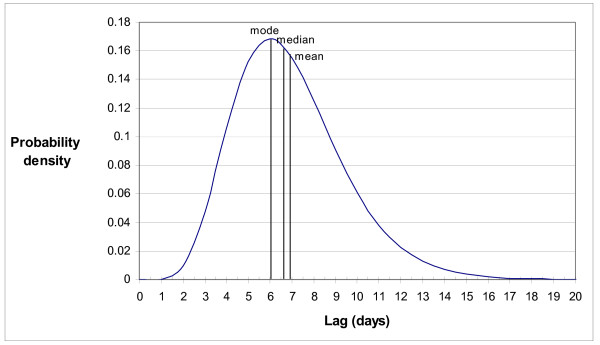 0.18
mode
median
0.16
mean
0.14
0.12
Probability
density
0.1
0.08
0.06
0.04
0.02
0
0 1 2 3 4 5 6 7 8 9 10 11 12 13 14 15 16 17 18 19 20
Lag (days)